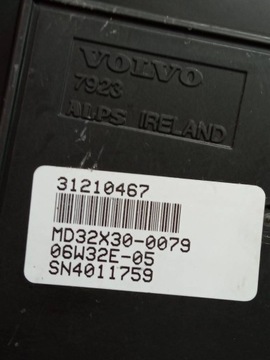 VOLVO
7923
ALPS IRELAND
31210467
MD32X30-0079
06W32E-05
SN4011759